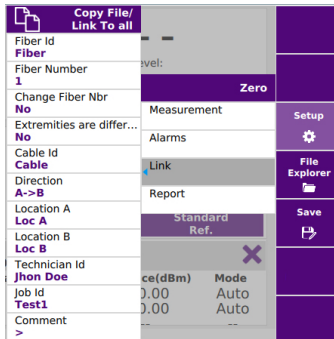 Copy File/
Link To all
Fiber Id
Fiber
Fiber Number
1
Change Fiber Nbr
No
Extremities are differ...
No
Cable Id
Cable
Direction
A->B
Location A
Loc A
Location B
Loc B
Technician Id
Jhon Doe
Job Id
Test1
Comment
>
-- 
evel:
Zero
Measurement
Alarms
Link
Report
Standard
Ref.
ce(dBm) Mode
0.00 Auto
0.00 Auto
-- --
Setup
File
Explorer
Save